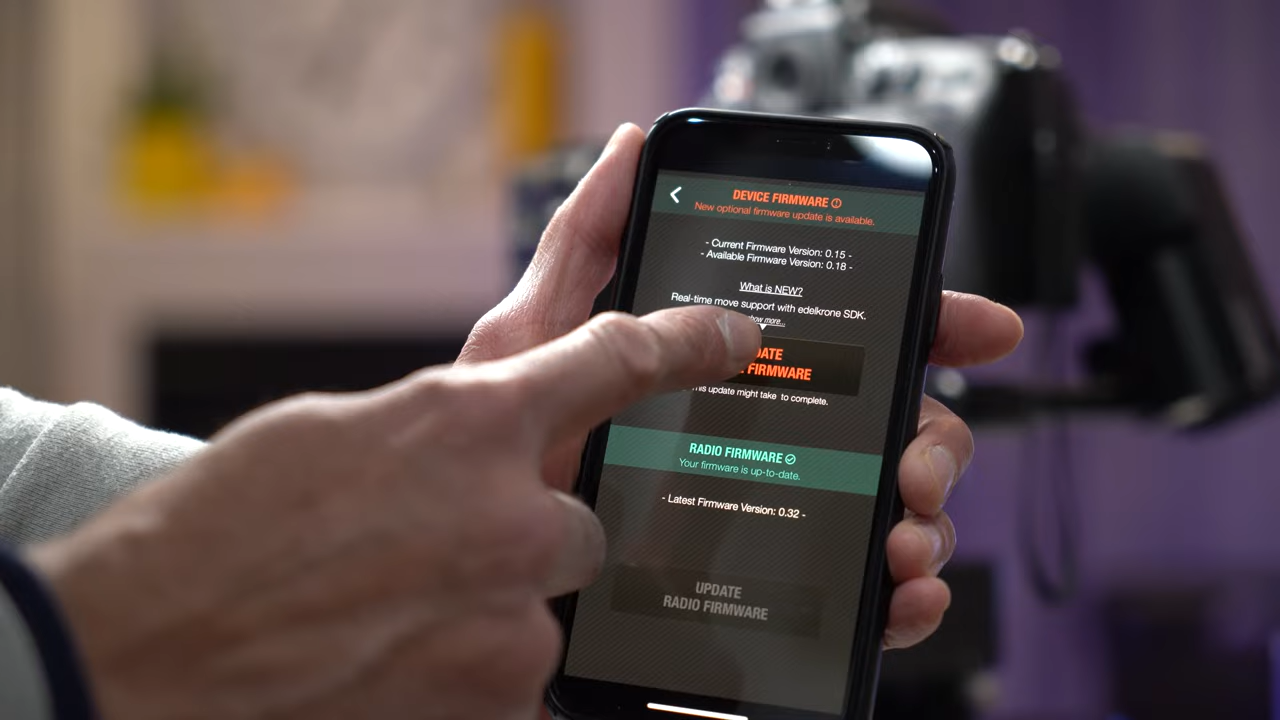 DEVICE FIRMWARE
New optional firmware update is available.
- Current Firmware Version: 0.15 -
- Available Firmware Version: 0.18 -
What is NEW?
Real-time move support with edelkrone SDK.
more...
FIRMWARE
update might take to complete.
RADIO FIRMWARE
Your firmware is up-to-date.
- Latest Firmware Version: 0.32 -
UPDATE
RADIO FIRMWARE